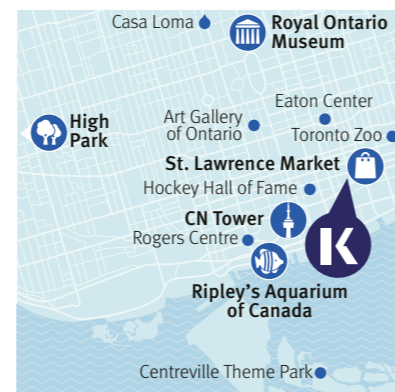 Casa Loma
Royal Ontario
Museum
High
Park
Eaton Center
Art Gallery
of Ontario
Toronto Zoo
St. Lawrence Market
Hockey Hall of Fame
CN Tower
Rogers Centre
K
Ripley's Aquarium
of Canada
Centreville Theme Park